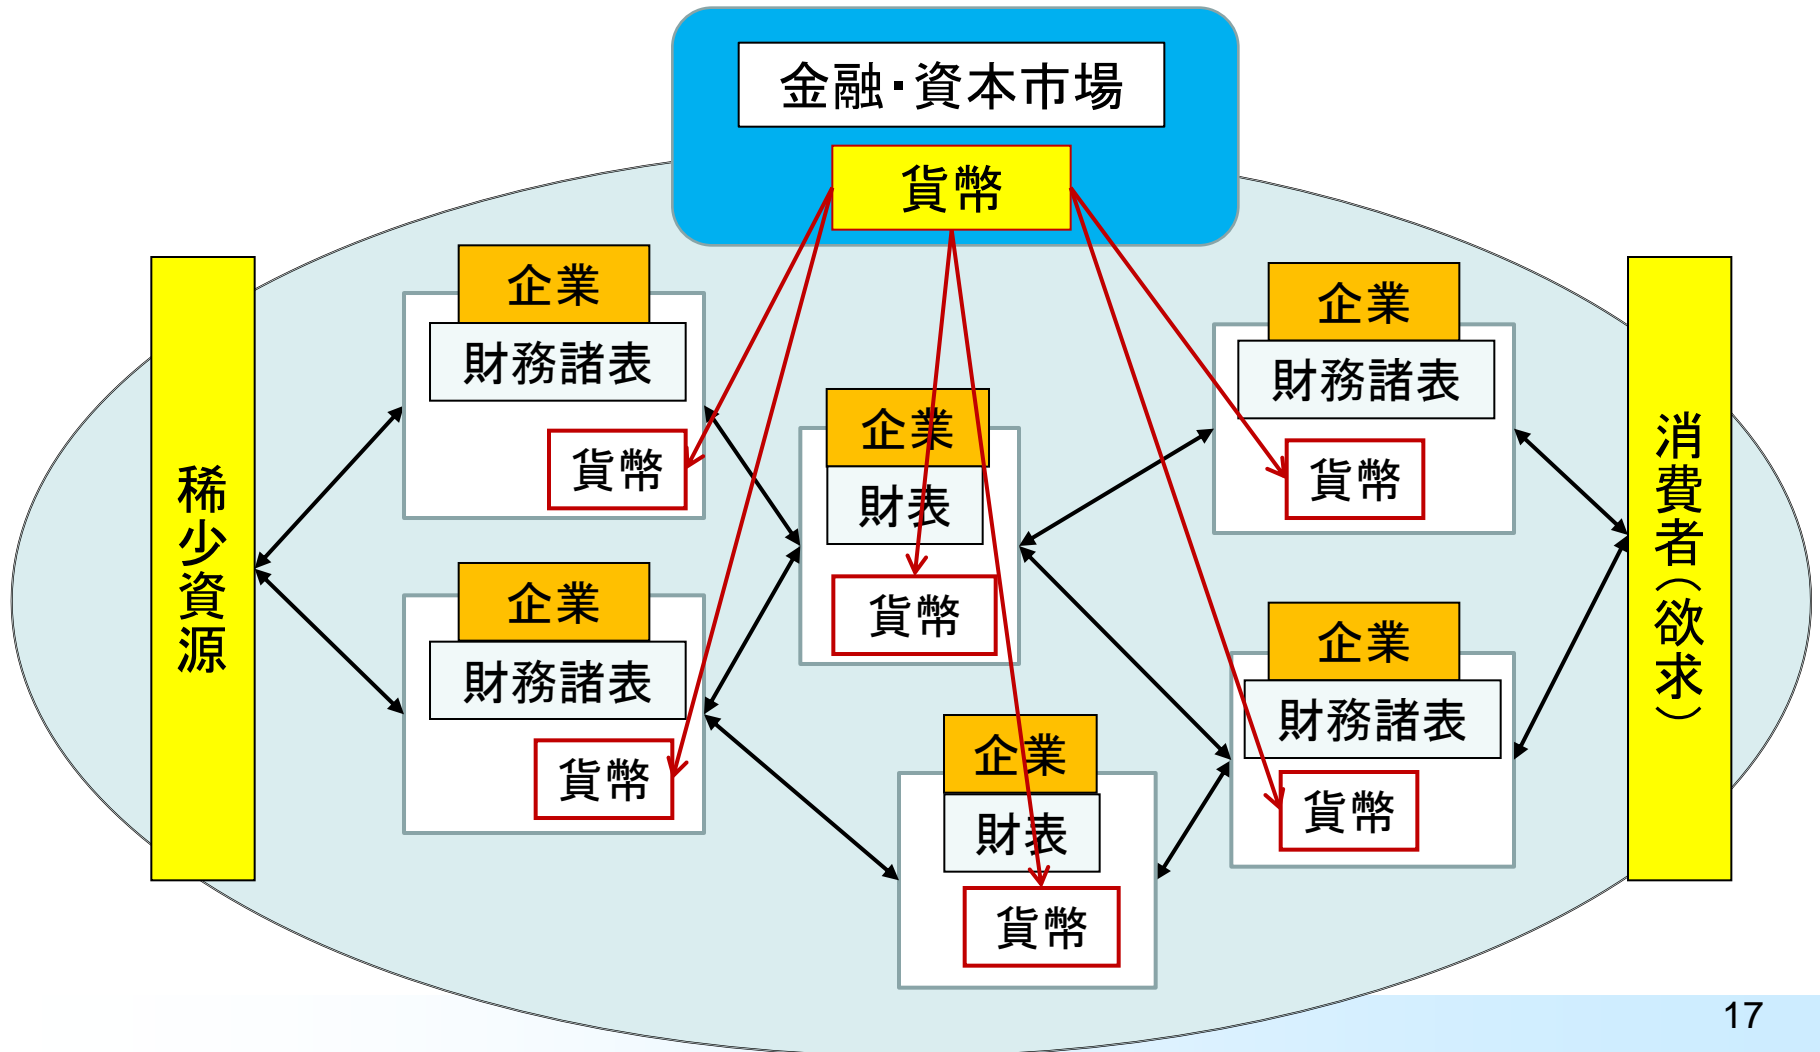 金融・資本市場
貨幣
稀少資源
企業
財務諸表
貨幣
企業
財務諸表
貨幣
企業
財表
貨幣
企業
財表
貨幣
企業
財務諸表
貨幣
企業
財務諸表
貨幣
消費者（欲求）
17